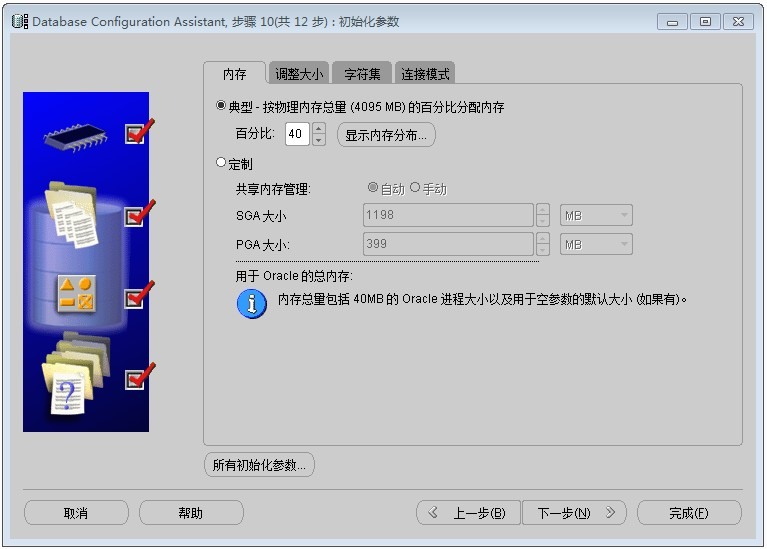 Database Configuration Assistant, 步骤 10(共 12 步) : 初始化参数
内存 调整大小 字符集 连接模式
典型 - 按物理内存总量 (4095 MB) 的百分比分配内存
百分比: 40 显示内存分布...
定制
共享内存管理: 自动 手动
SGA 大小 1198 MB
PGA 大小: 399 MB
用于 Oracle 的总内存:
内存总量包括 40MB 的 Oracle 进程大小以及用于空参数的默认大小 (如果有)。
?
所有初始化参数...
取消 帮助 上一步(B) 下一步(N) 完成(F)